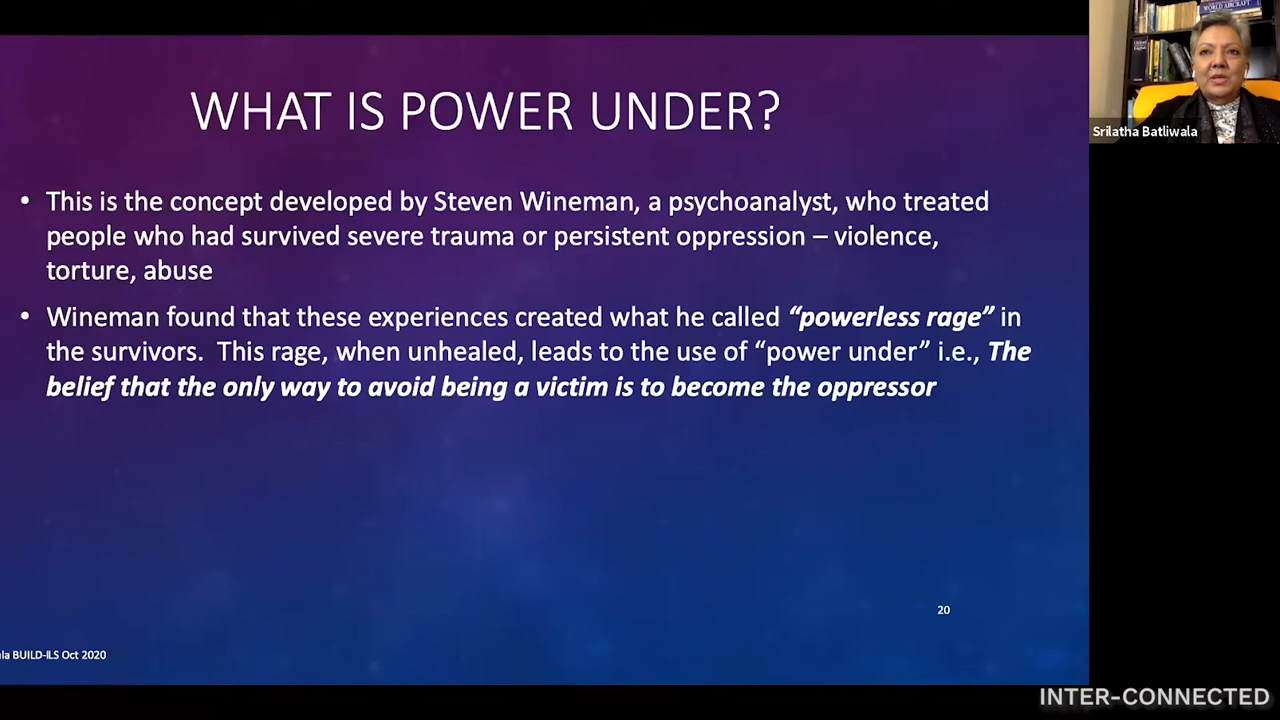 WHAT IS POWER UNDER?
• This is the concept developed by Steven Wineman, a psychoanalyst, who treated
people who had survived severe trauma or persistent oppression – violence,
torture, abuse
• Wineman found that these experiences created what he called “powerless rage” in
the survivors. This rage, when unhealed, leads to the use of “power under” i.e., The
belief that the only way to avoid being a victim is to become the oppressor
20
la BUILD-ILS Oct 2020
WORLD AIRCRAFT
Srilatha Batliwala
INTER-CONNECTED